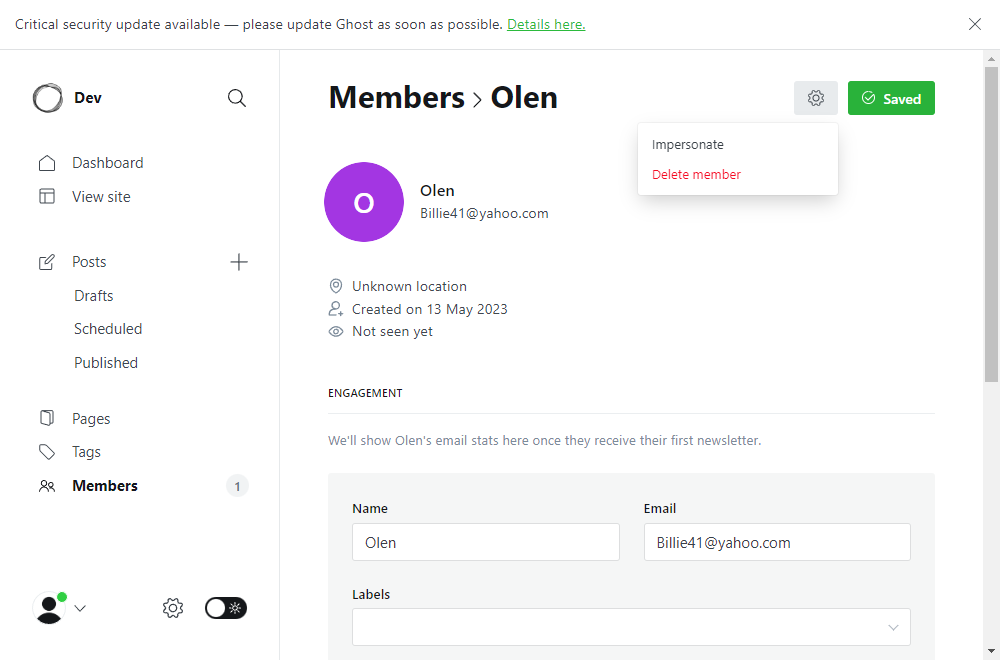 Critical security update available — please update Ghost as soon as possible. Details here.
Dev
Dashboard
View site
Posts
Drafts
Scheduled
Published
Pages
Tags
Members 1
Members > Olen
Saved
Impersonate
Delete member
O
Olen
Billie41@yahoo.com
Unknown location
Created on 13 May 2023
Not seen yet
ENGAGEMENT
We'll show Olen's email stats here once they receive their first newsletter.
Name
Olen
Email
Billie41@yahoo.com
Labels